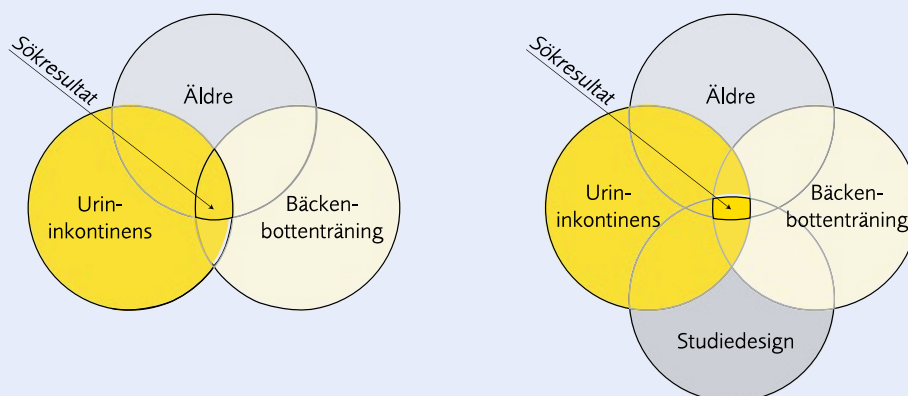 Sökresultat
Äldre
Urin-
inkontinens
Bäcken-
bottenträning
Sökresultat
Äldre
Urin-
inkontinens
Bäcken-
bottenträning
Studiedesign